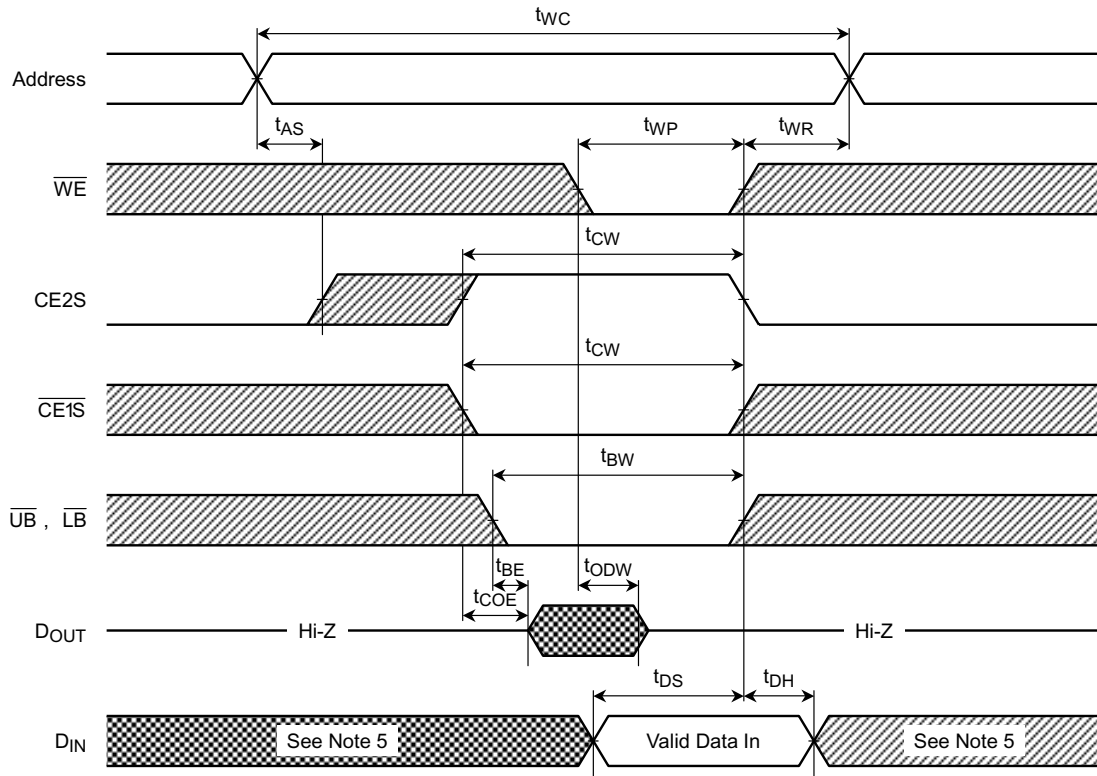 tWC
Address
tAS
tWP
tWR
WE
tCW
CE2S
tCW
CE1S
tBW
UB , LB
tBE
tODW
tCOE
DOUT
Hi-Z
Hi-Z
tDS
tDH
DIN
See Note 5
Valid Data In
See Note 5